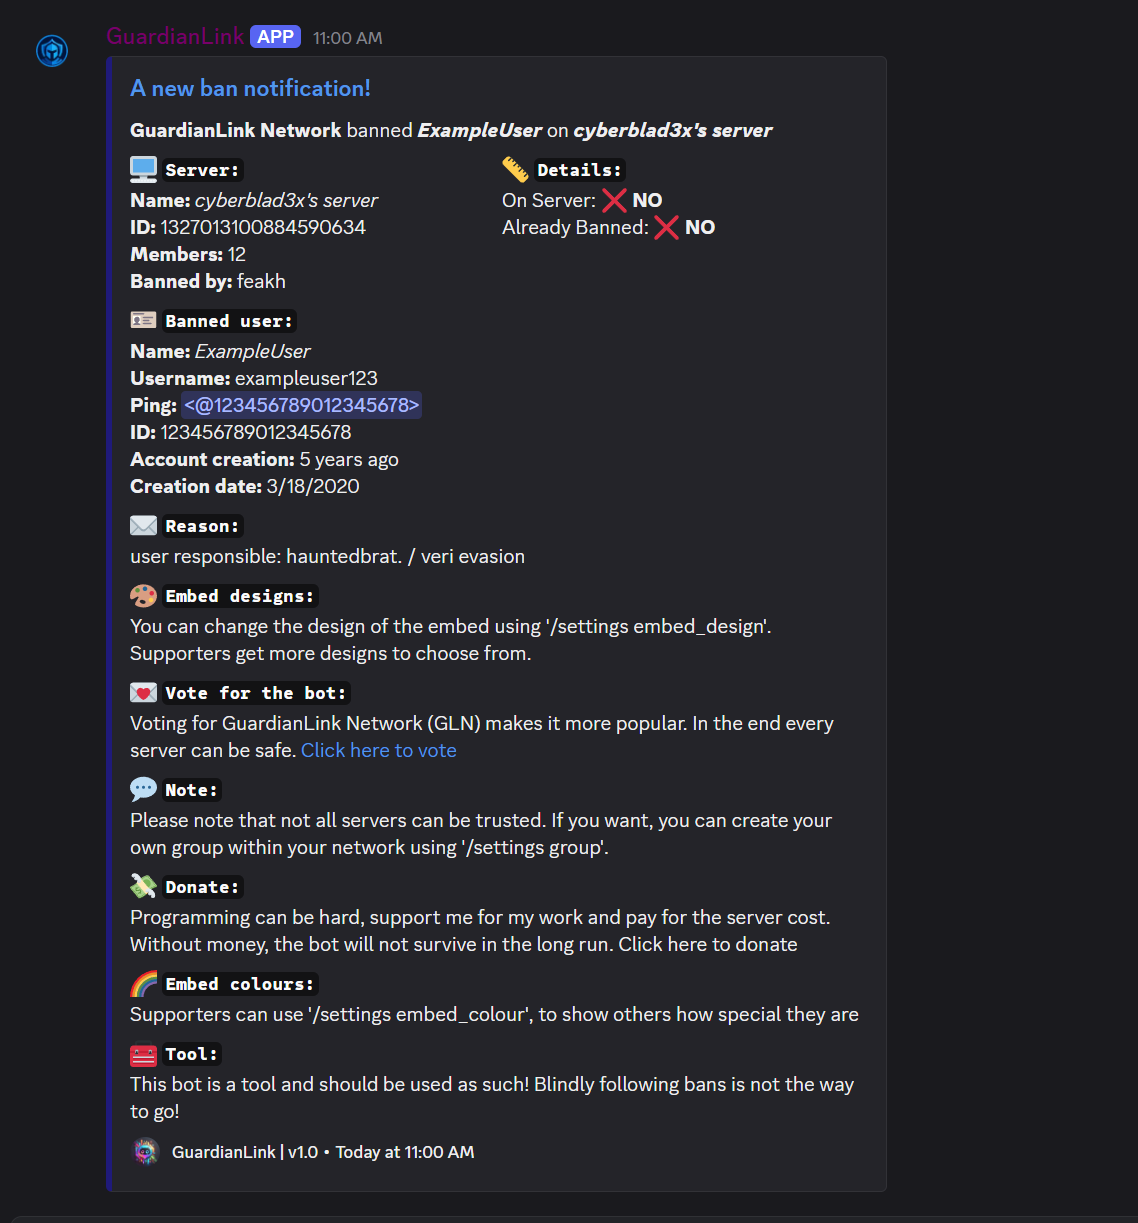 GuardianLink APP 11:00 AM
A new ban notification!
GuardianLink Network banned ExampleUser on cyberblad3x's server
Server:
Name: cyberblad3x's server
ID: 1327013100884590634
Members: 12
Banned by: feakh
Details:
On Server: ❌ NO
Already Banned: ❌ NO
Banned user:
Name: ExampleUser
Username: exampleuser123
Ping: <@123456789012345678>
ID: 123456789012345678
Account creation: 5 years ago
Creation date: 3/18/2020
Reason:
user responsible: hauntedbrat. / veri evasion
Embed designs:
You can change the design of the embed using '/settings embed_design'.
Supporters get more designs to choose from.
Vote for the bot:
Voting for GuardianLink Network (GLN) makes it more popular. In the end every
server can be safe. Click here to vote
Note:
Please note that not all servers can be trusted. If you want, you can create your
own group within your network using '/settings group'.
Donate:
Programming can be hard, support me for my work and pay for the server cost.
Without money, the bot will not survive in the long run. Click here to donate
Embed colours:
Supporters can use '/settings embed_colour', to show others how special they are
Tool:
This bot is a tool and should be used as such! Blindly following bans is not the way
to go!
GuardianLink | v1.0 • Today at 11:00 AM